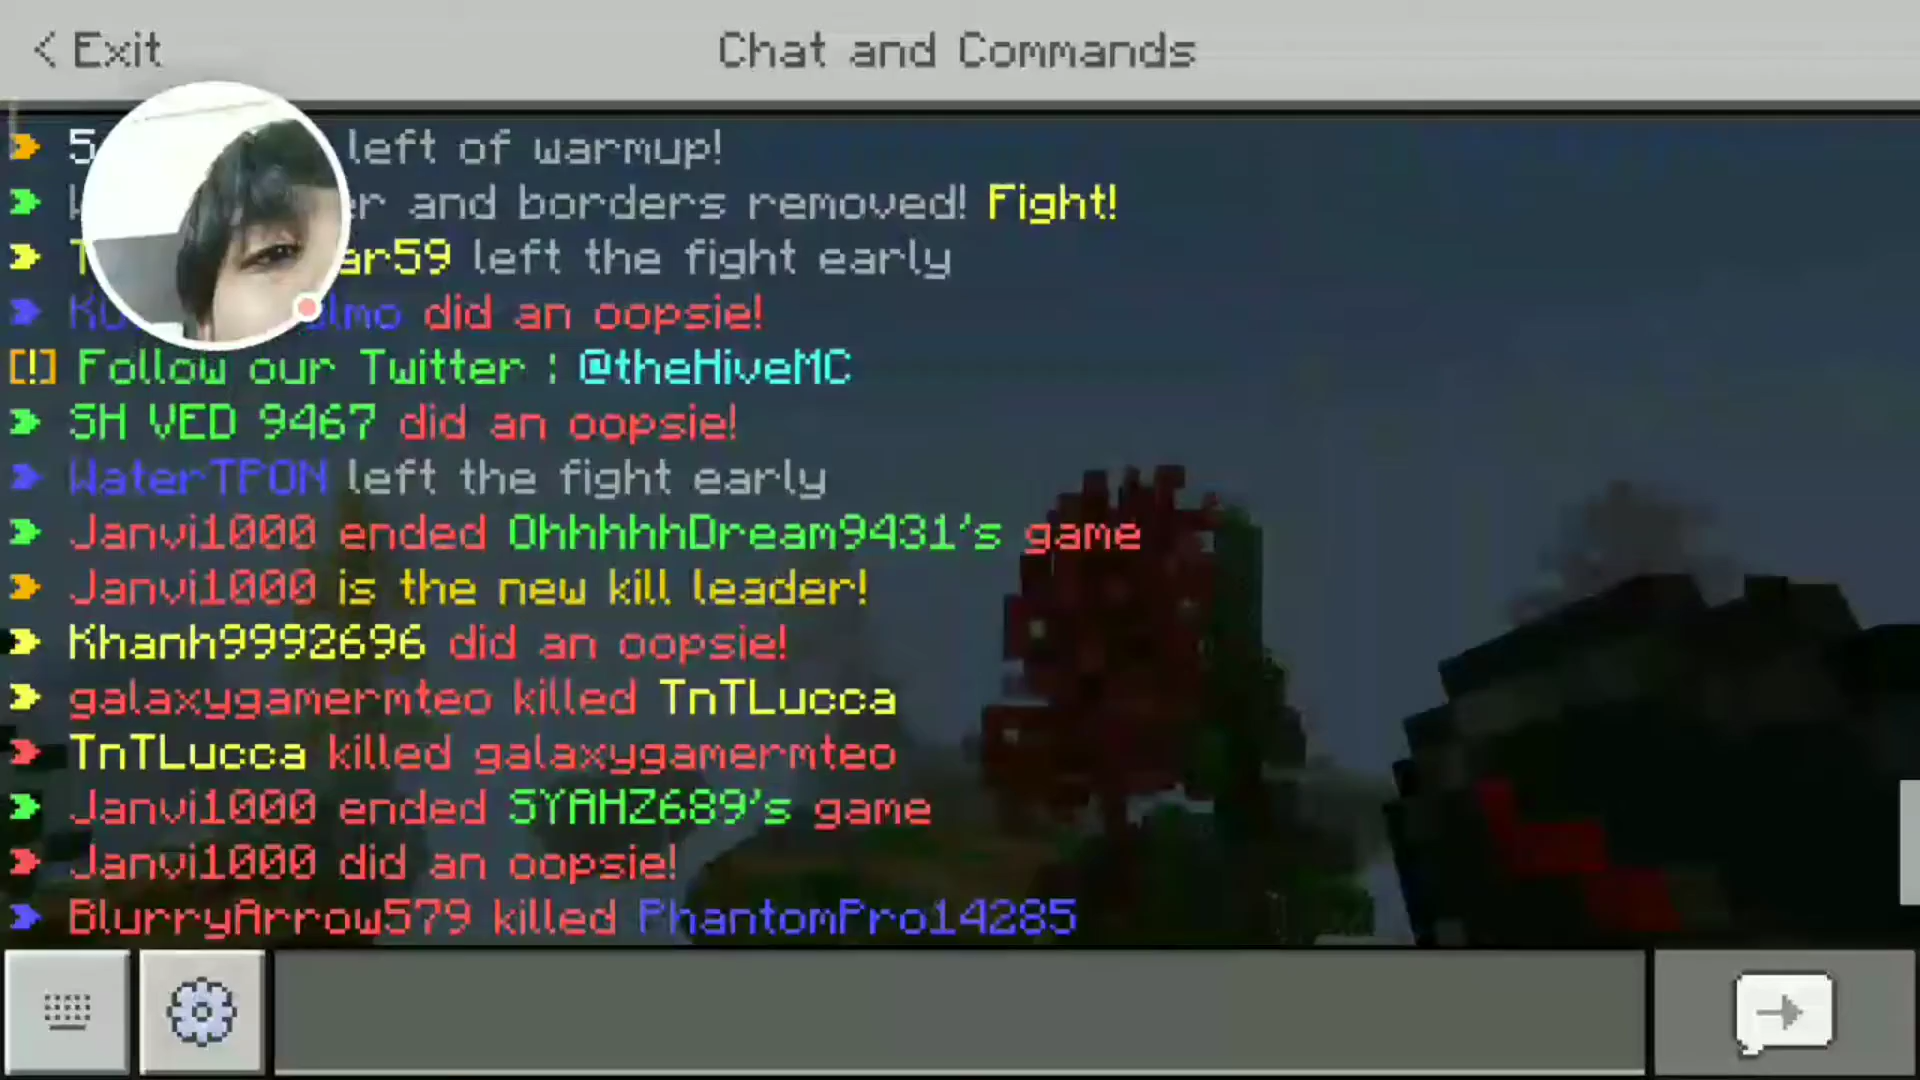 < Exit
Chat and Commands
left of warmup!
and borders removed! Fight!
left the fight early
did an oopsie!
[!] Follow our Twitter : @theHiveMC
SH VED 9467 did an oopsie!
WaterTPON left the fight early
Janvi1000 ended OhhhhhDream9431's game
Janvi1000 is the new kill leader!
Khanh9992696 did an oopsie!
galaxygamermteo killed TnTLucca
TnTLucca killed galaxygamermteo
Janvi1000 ended SYAHZ689's game
Janvi1000 did an oopsie!
BlurryArrow579 killed PhantomPro14285